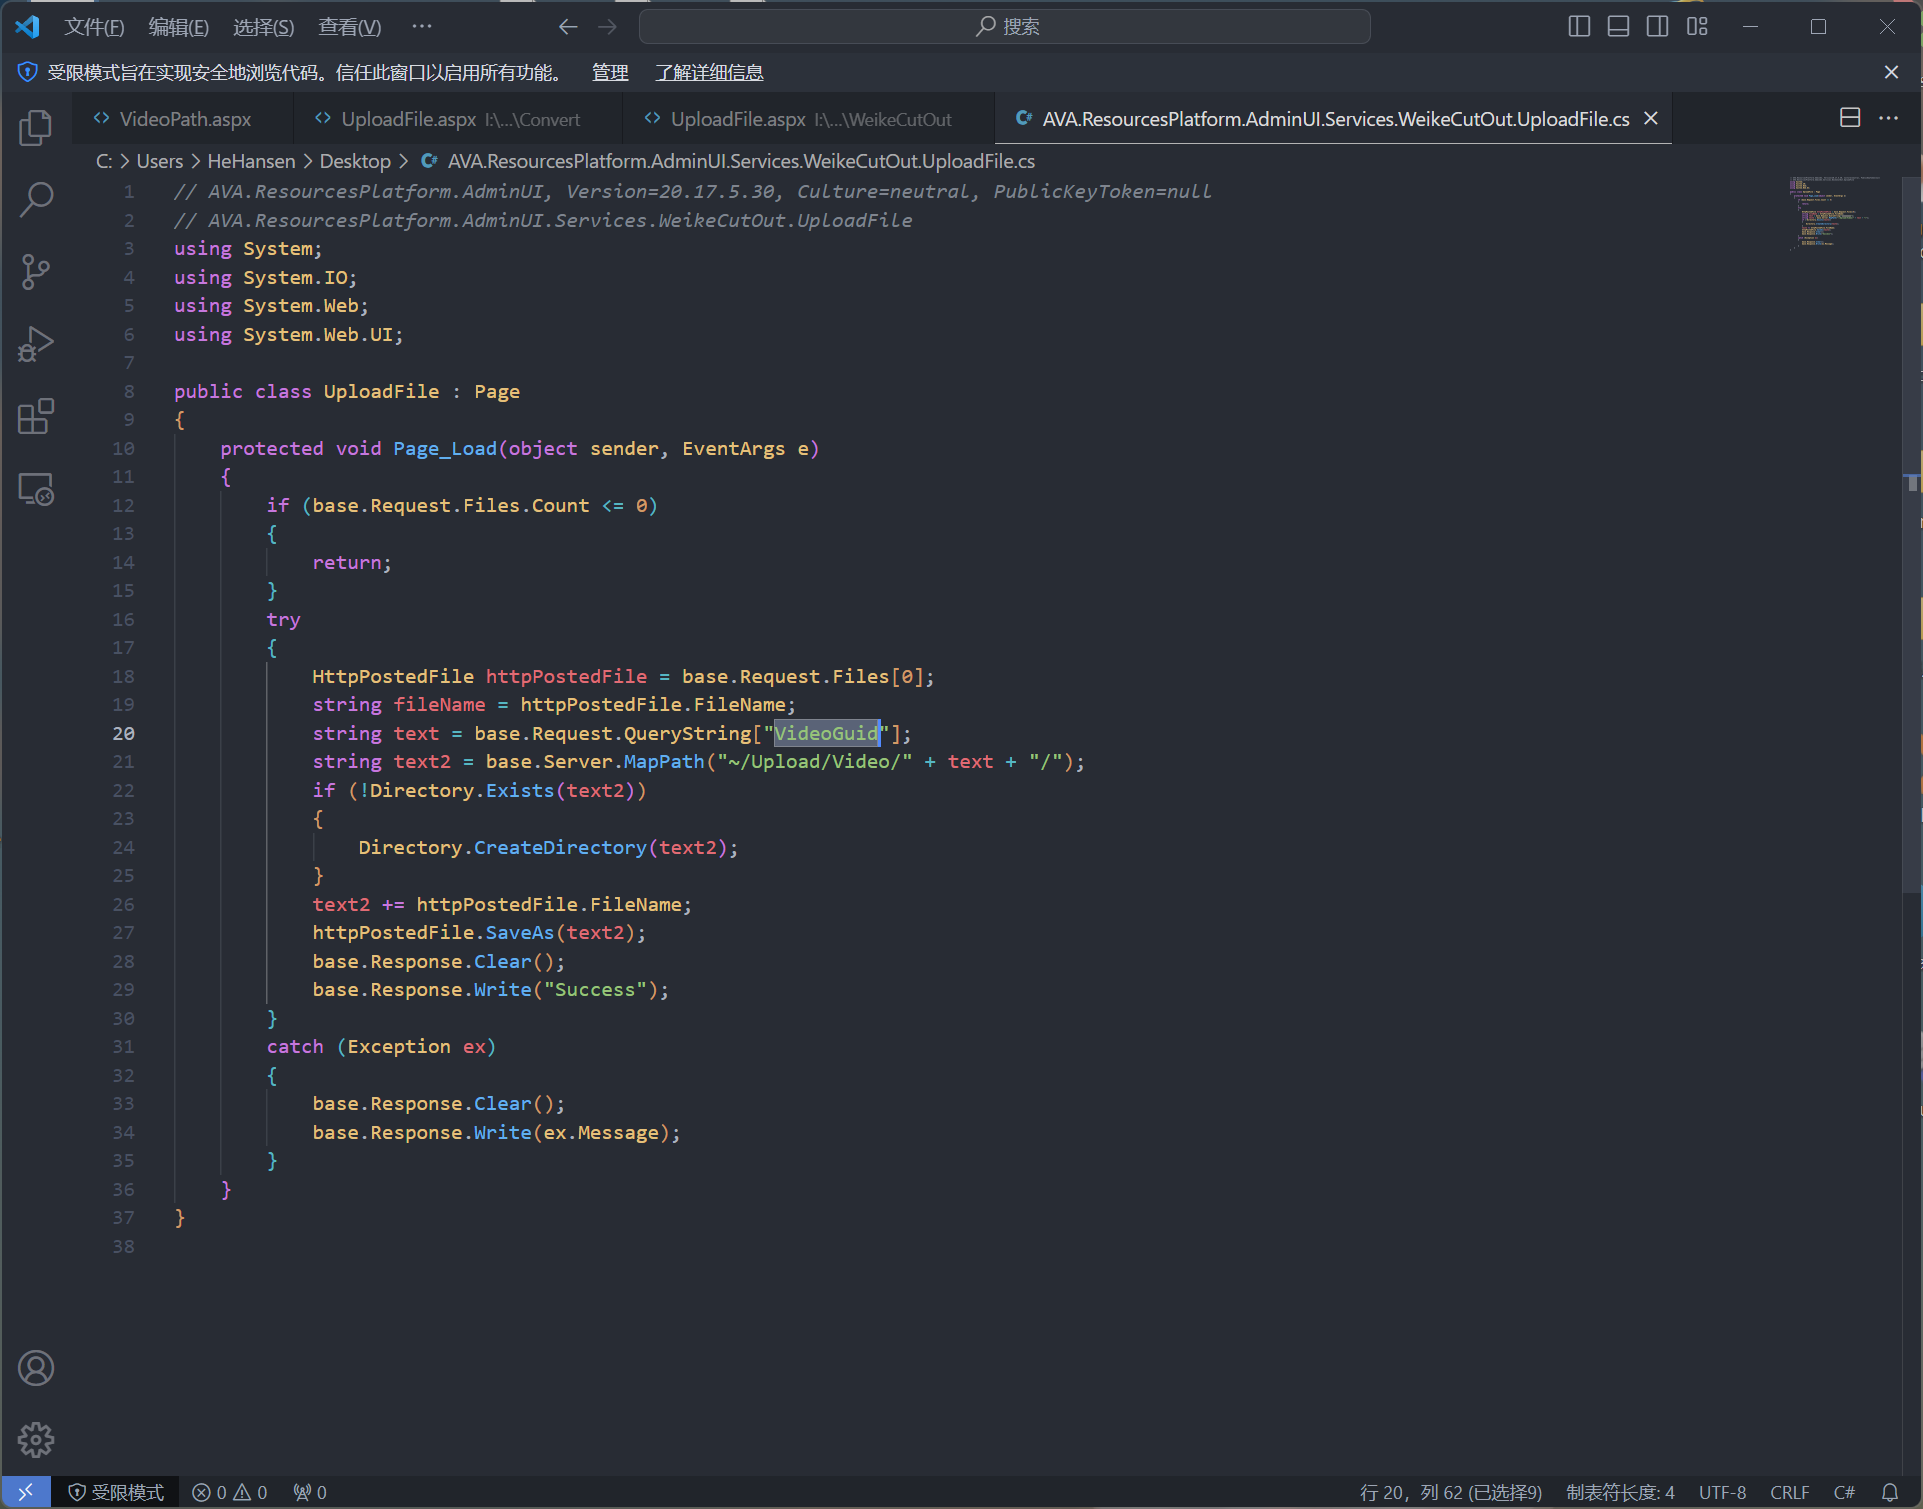 文件(F) 编辑(E) 选择(S) 查看(V) ··· 搜索
受限模式旨在实现安全地浏览代码。信任此窗口以启用所有功能。 管理 了解详细信息
VideoPath.aspx UploadFile.aspx I:\...\Convert UploadFile.aspx I:\...\WeikeCutOut AVA.ResourcesPlatform.AdminUI.Services.WeikeCutOut.UploadFile.cs
C: > Users > HeHansen > Desktop > AVA.ResourcesPlatform.AdminUI.Services.WeikeCutOut.UploadFile.cs
1 // AVA.ResourcesPlatform.AdminUI, Version=20.17.5.30, Culture=neutral, PublicKeyToken=null
2 // AVA.ResourcesPlatform.AdminUI.Services.WeikeCutOut.UploadFile
3 using System;
4 using System.IO;
5 using System.Web;
6 using System.Web.UI;
7
8 public class UploadFile : Page
9 {
10 protected void Page_Load(object sender, EventArgs e)
11 {
12 if (base.Request.Files.Count <= 0)
13 {
14 return;
15 }
16 try
17 {
18 HttpPostedFile httpPostedFile = base.Request.Files[0];
19 string fileName = httpPostedFile.FileName;
20 string text = base.Request.QueryString["VideoGuid"];
21 string text2 = base.Server.MapPath("~/Upload/Video/" + text + "/");
22 if (!Directory.Exists(text2))
23 {
24 Directory.CreateDirectory(text2);
25 }
26 text2 += httpPostedFile.FileName;
27 httpPostedFile.SaveAs(text2);
28 base.Response.Clear();
29 base.Response.Write("Success");
30 }
31 catch (Exception ex)
32 {
33 base.Response.Clear();
34 base.Response.Write(ex.Message);
35 }
36 }
37 }
38
受限模式 0 0 0 行 20，列 62 (已选择9) 制表符长度: 4 UTF-8 CRLF C#